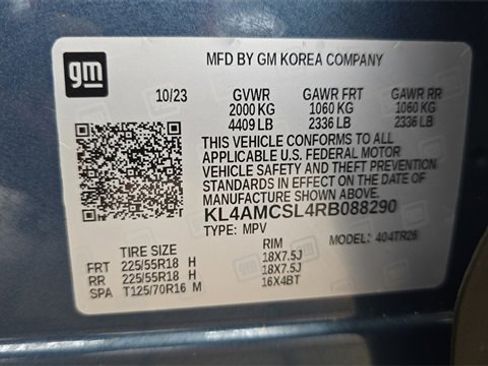 gm
MFD BY GM KOREA COMPANY
10/23 GVWR GAWR FRT GAWR RR
2000 KG 1060 KG 1060 KG
4409 LB 2336 LB 2336 LB
THIS VEHICLE CONFORMS TO ALL
APPLICABLE U.S. FEDERAL MOTOR
VEHICLE SAFETY AND THEFT PREVENTION
STANDARDS IN EFFECT ON THE DATE OF
MANUFACTURE SHOWN ABOVE.
KL4AMCSL4RB088290
TYPE: MPV MODEL: 404TR26
TIRE SIZE RIM
FRT 225/55R18 H 18X7.5J
RR 225/55R18 H 18X7.5J
SPA T125/70R16 M 16X4BT